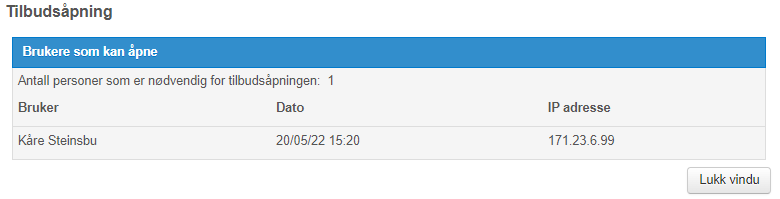 Tilbudsåpning
Brukere som kan åpne
Antall personer som er nødvendig for tilbudsåpningen: 1
Bruker Dato IP adresse
Kåre Steinsbu 20/05/22 15:20 171.23.6.99
Lukk vindu